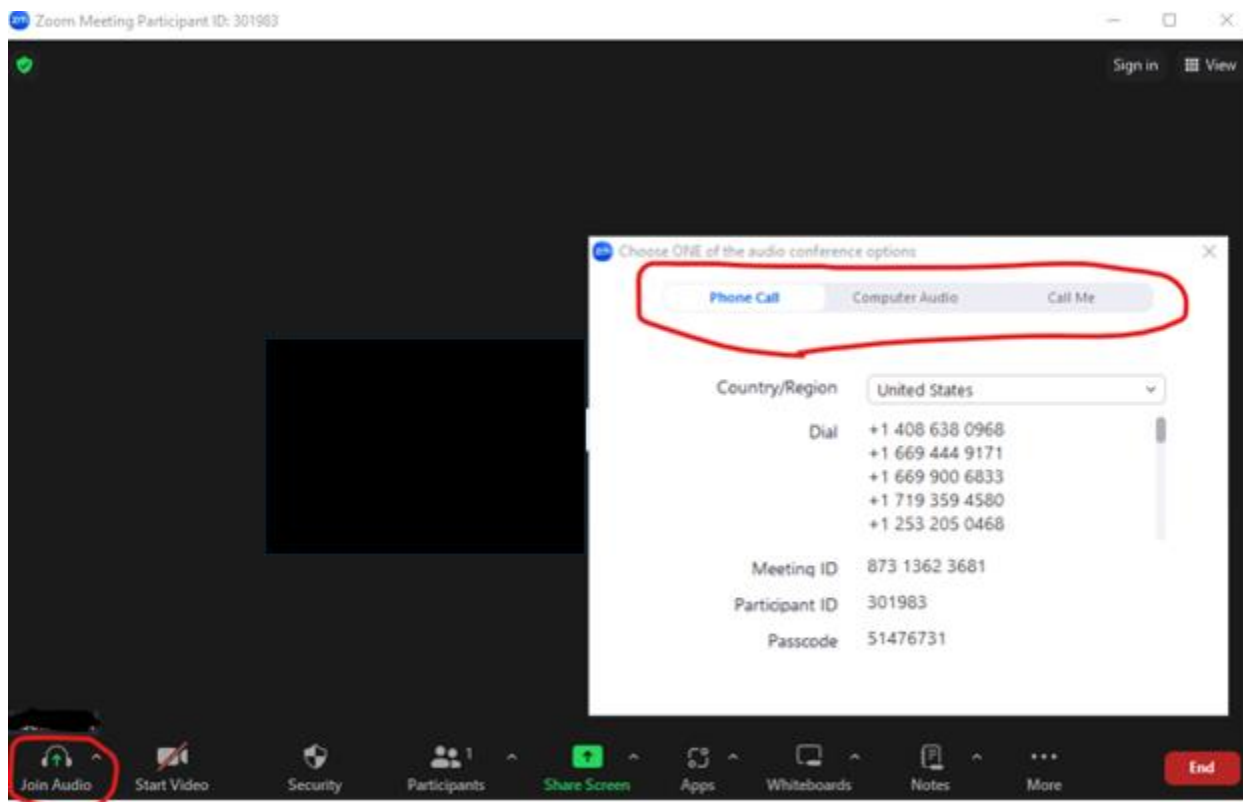 Zoom Meeting Participant ID: 301983
Sign in View
Choose ONE of the audio conference options
Phone Call Computer Audio Call Me
Country/Region United States
Dial +1 408 638 0968
+1 669 444 9171
+1 669 900 6833
+1 719 359 4580
+1 253 205 0468
Meeting ID 873 1362 3681
Participant ID 301983
Passcode 51476731
1
Join Audio Start Video Security Participants Share Screen Apps Whiteboards Notes More End